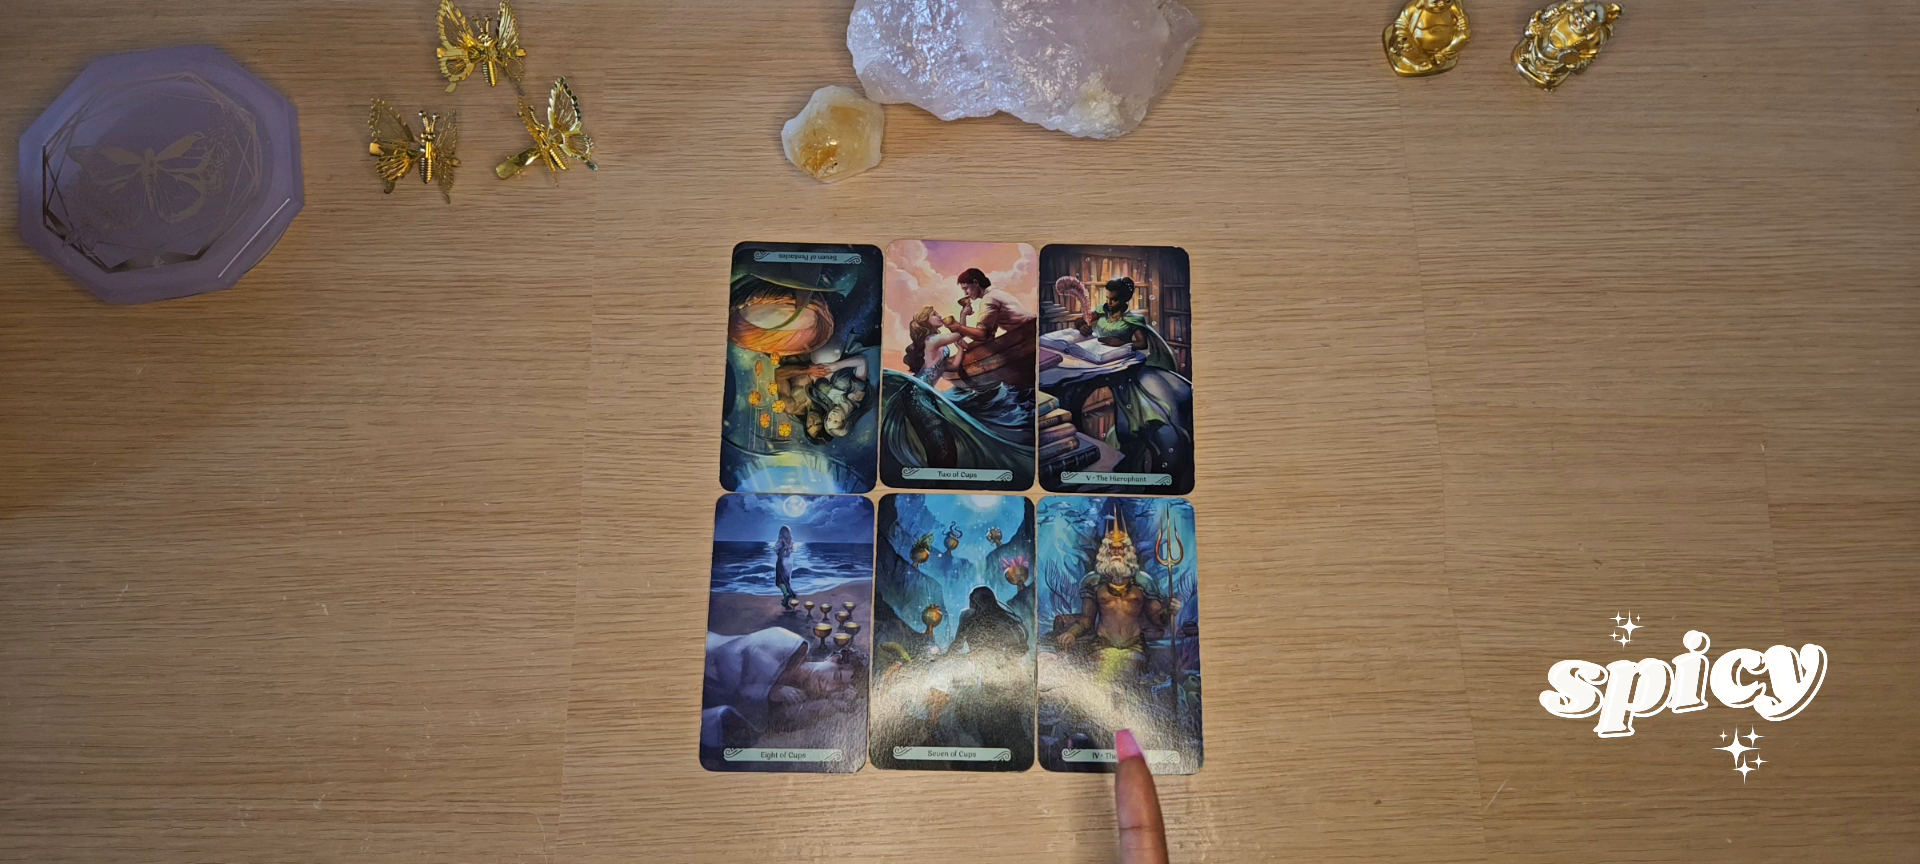 Seven of Pentacles
Two of Cups
V • The Hierophant
Eight of Cups
Seven of Cups
IV • The
spicy